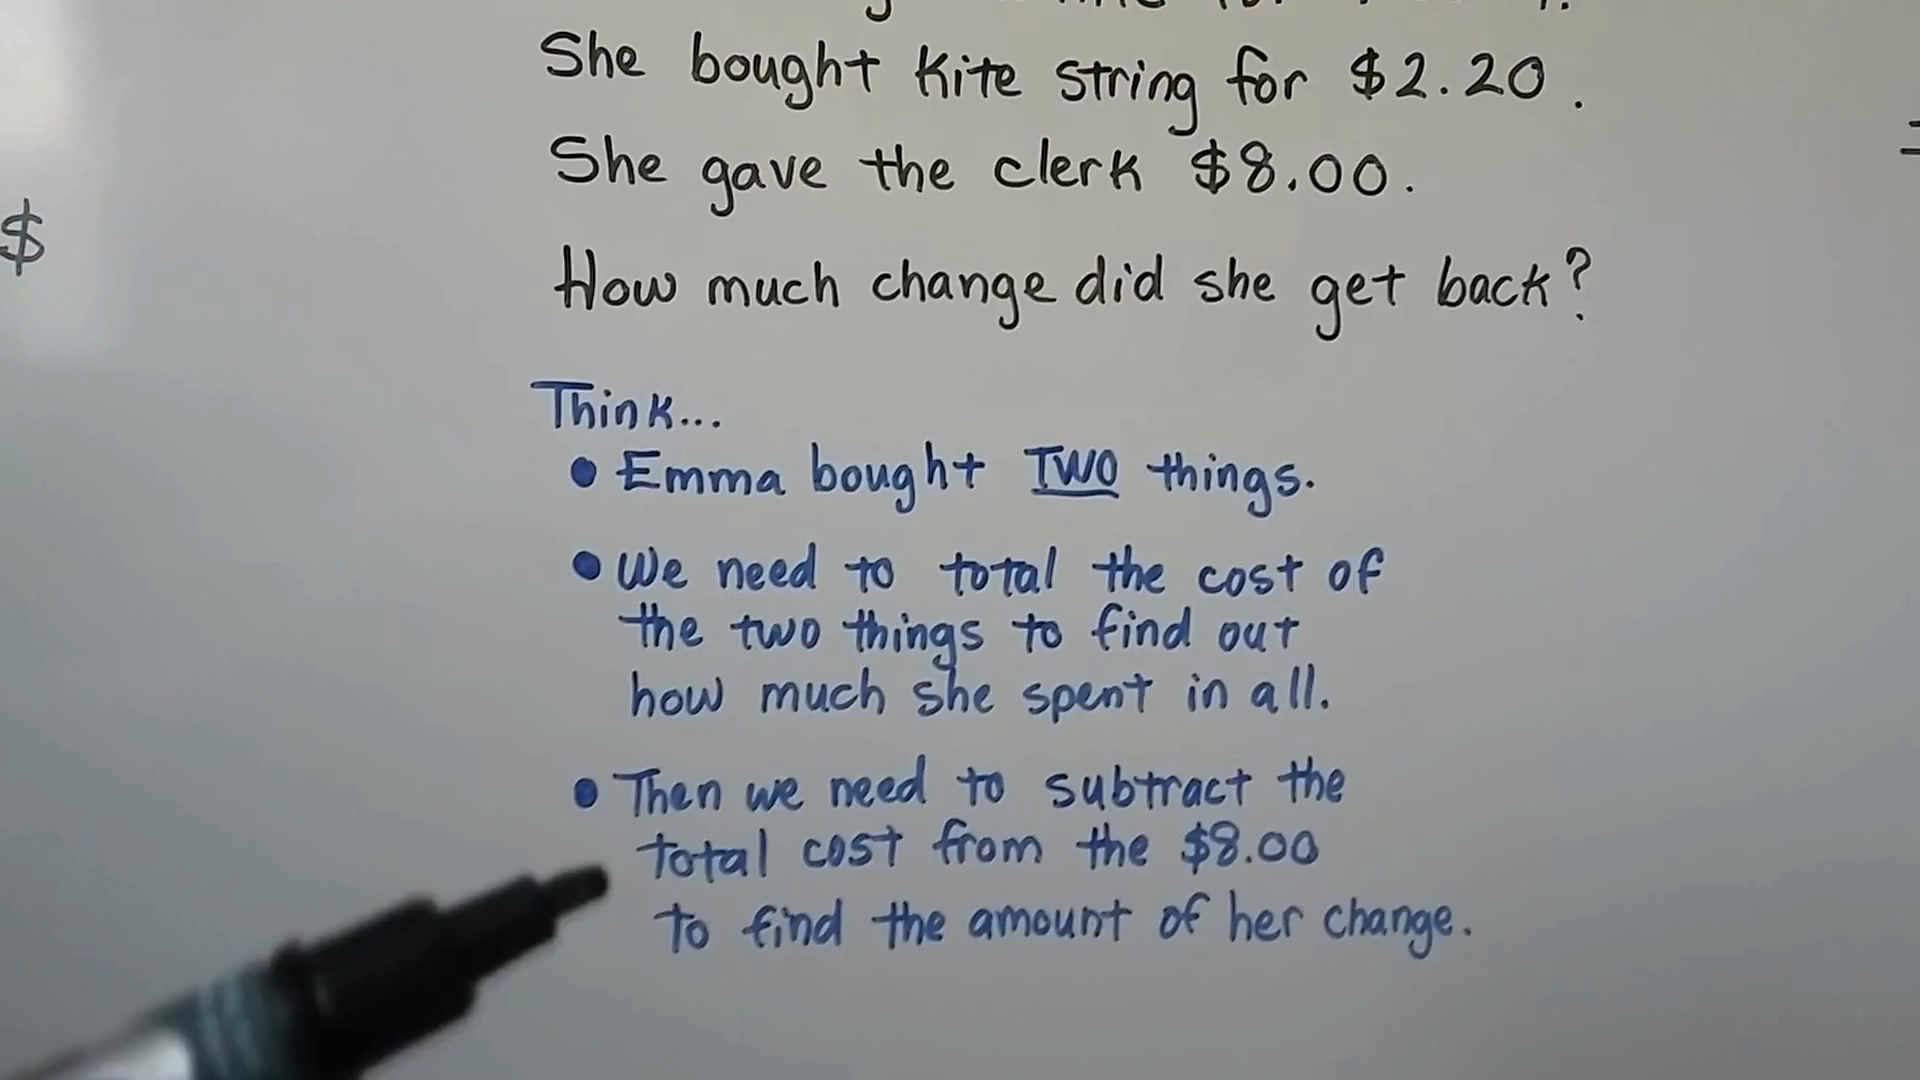 She bought kite string for $2.20.
She gave the clerk $8.00.
$
How much change did she get back?
Think...
• Emma bought TWO things.
• We need to total the cost of
the two things to find out
how much she spent in all.
• Then we need to subtract the
total cost from the $8.00
to find the amount of her change.